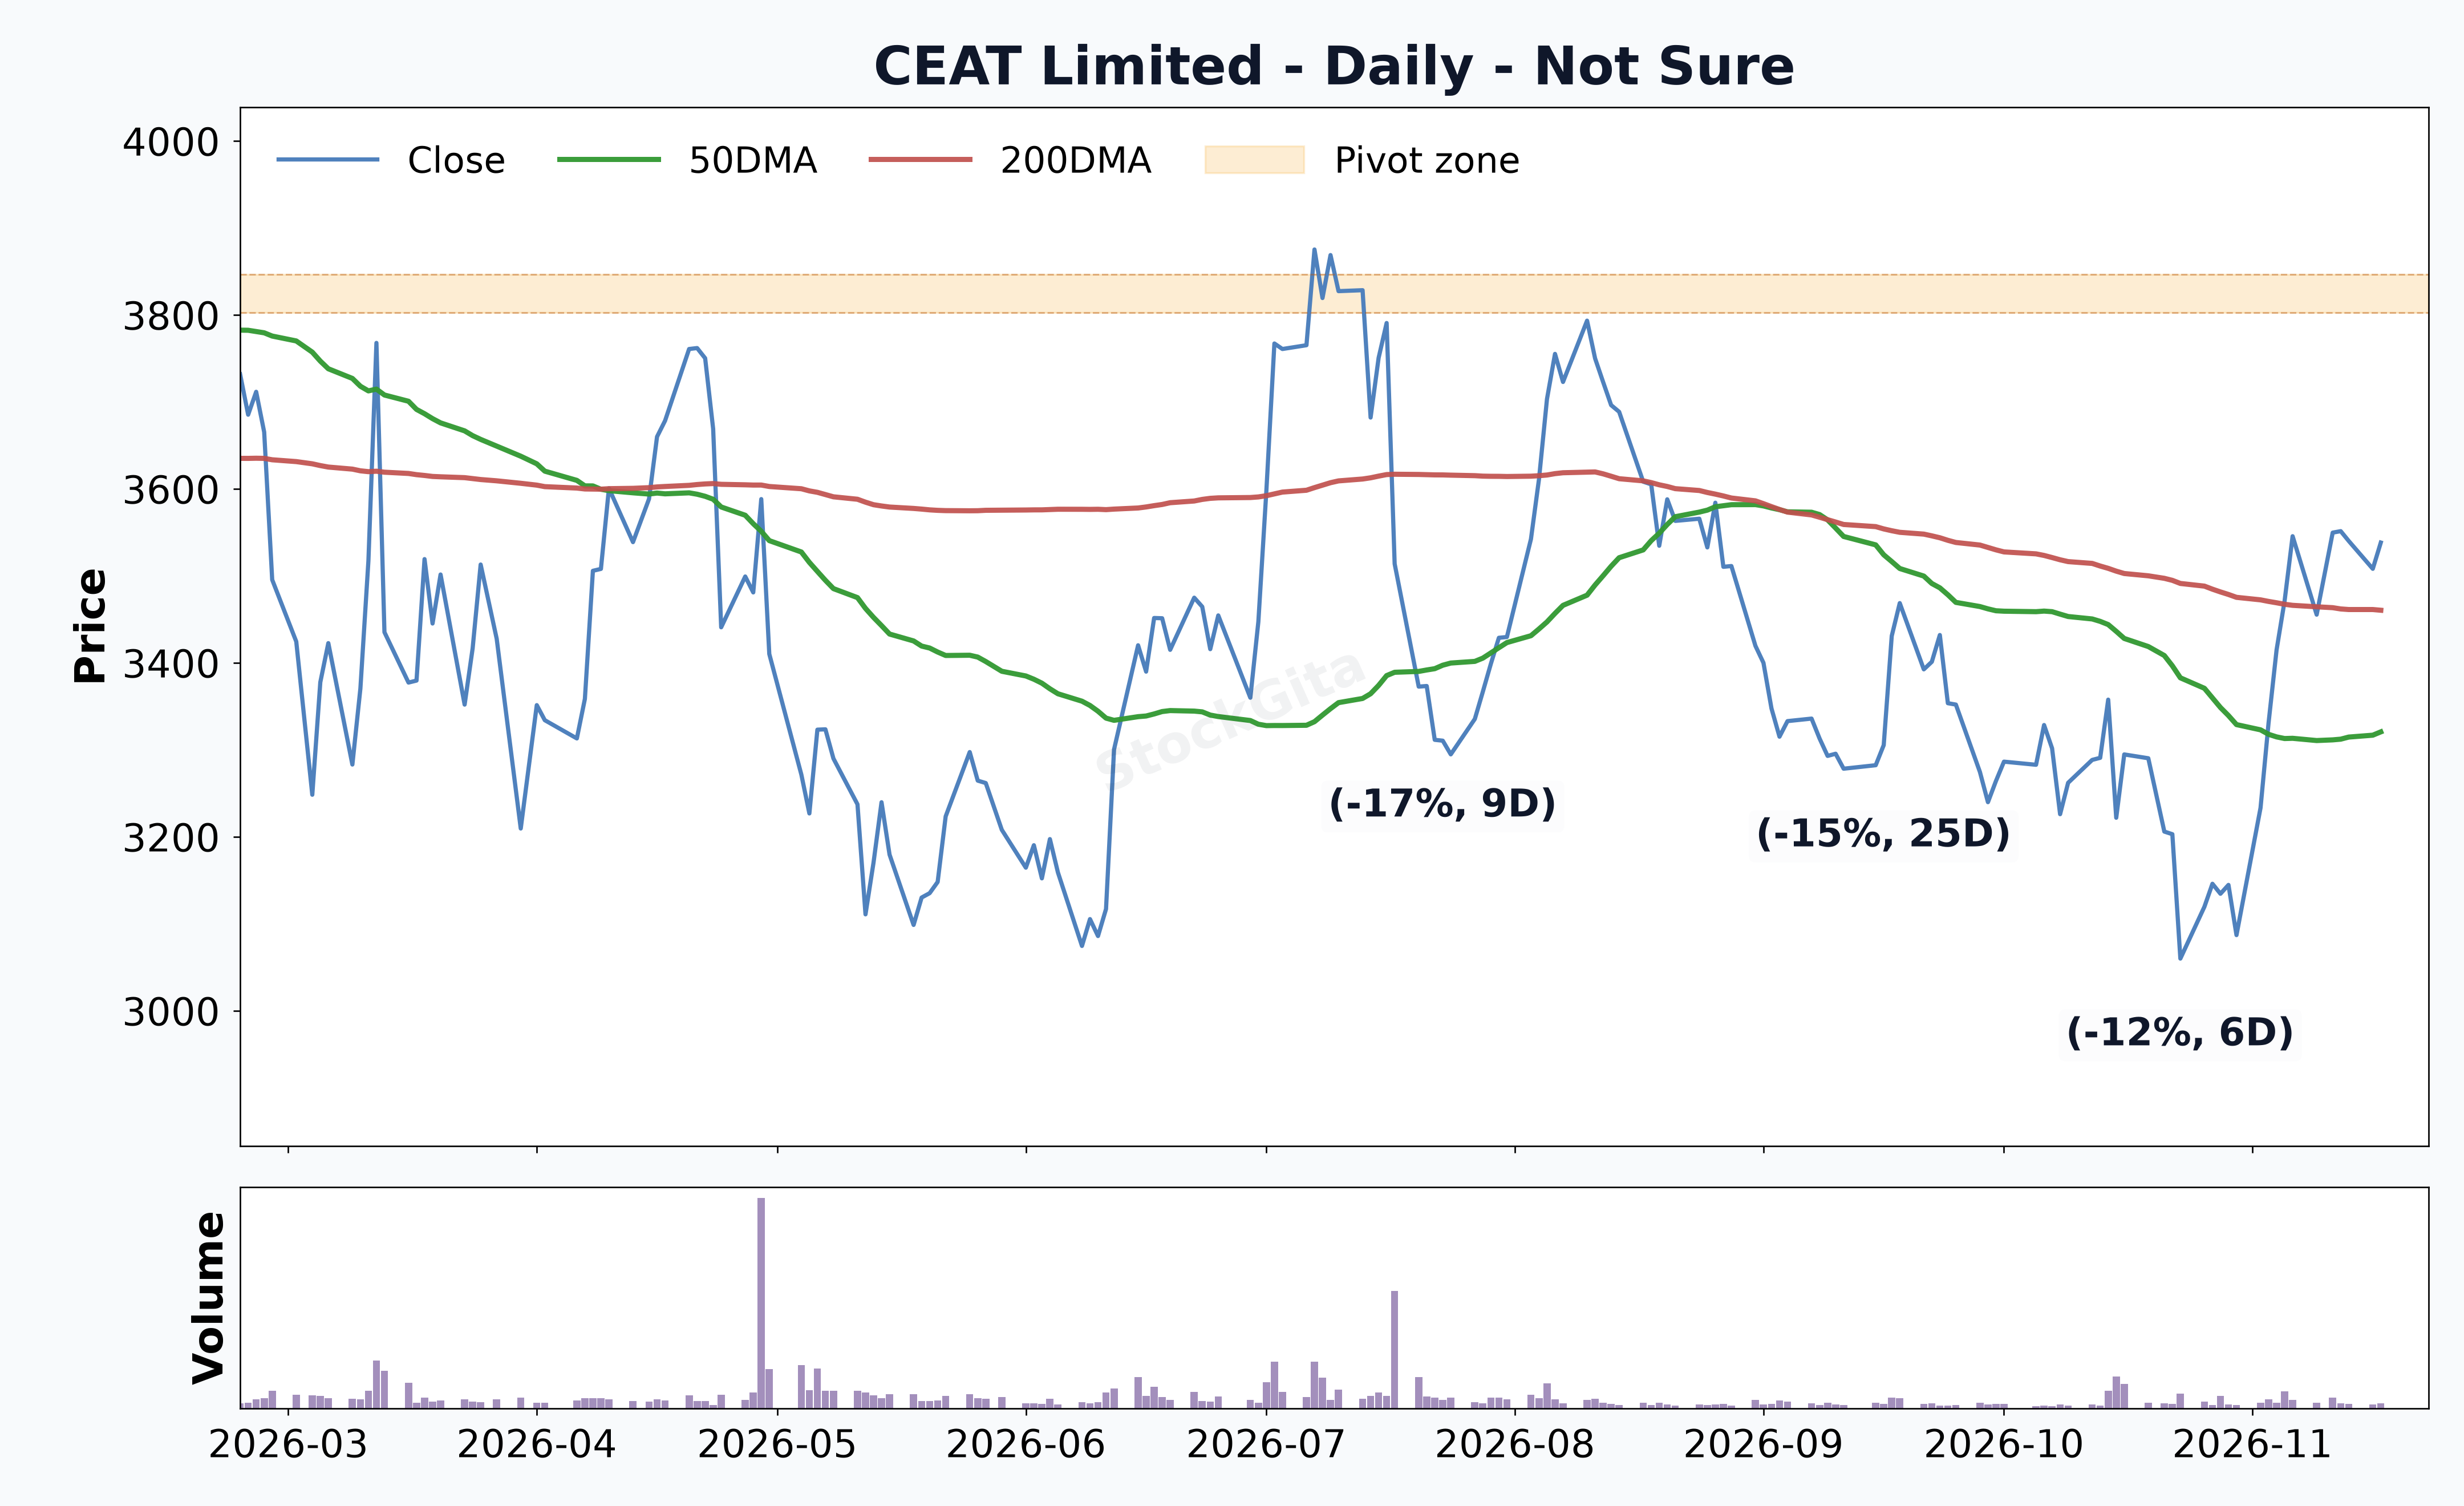 CEAT Limited - Daily - Not Sure
Close 50DMA 200DMA Pivot zone
4000
3800
3600
3400
3200
3000
Price
StockGita
(-17%, 9D)
(-15%, 25D)
(-12%, 6D)
Volume
2026-03 2026-04 2026-05 2026-06 2026-07 2026-08 2026-09 2026-10 2026-11